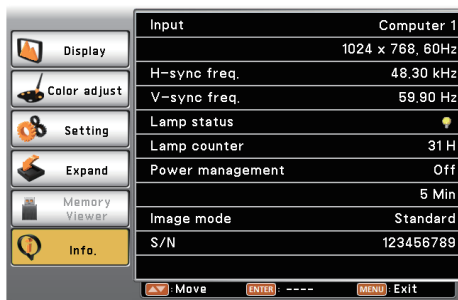 Display
Color adjust
Setting
Expand
Memory
Viewer
Info.
Input Computer 1
1024 x 768, 60Hz
H-sync freq. 48.30 kHz
V-sync freq. 59.90 Hz
Lamp status
Lamp counter 31 H
Power management Off
5 Min
Image mode Standard
S/N 123456789
:Move ENTER : ---- MENU : Exit